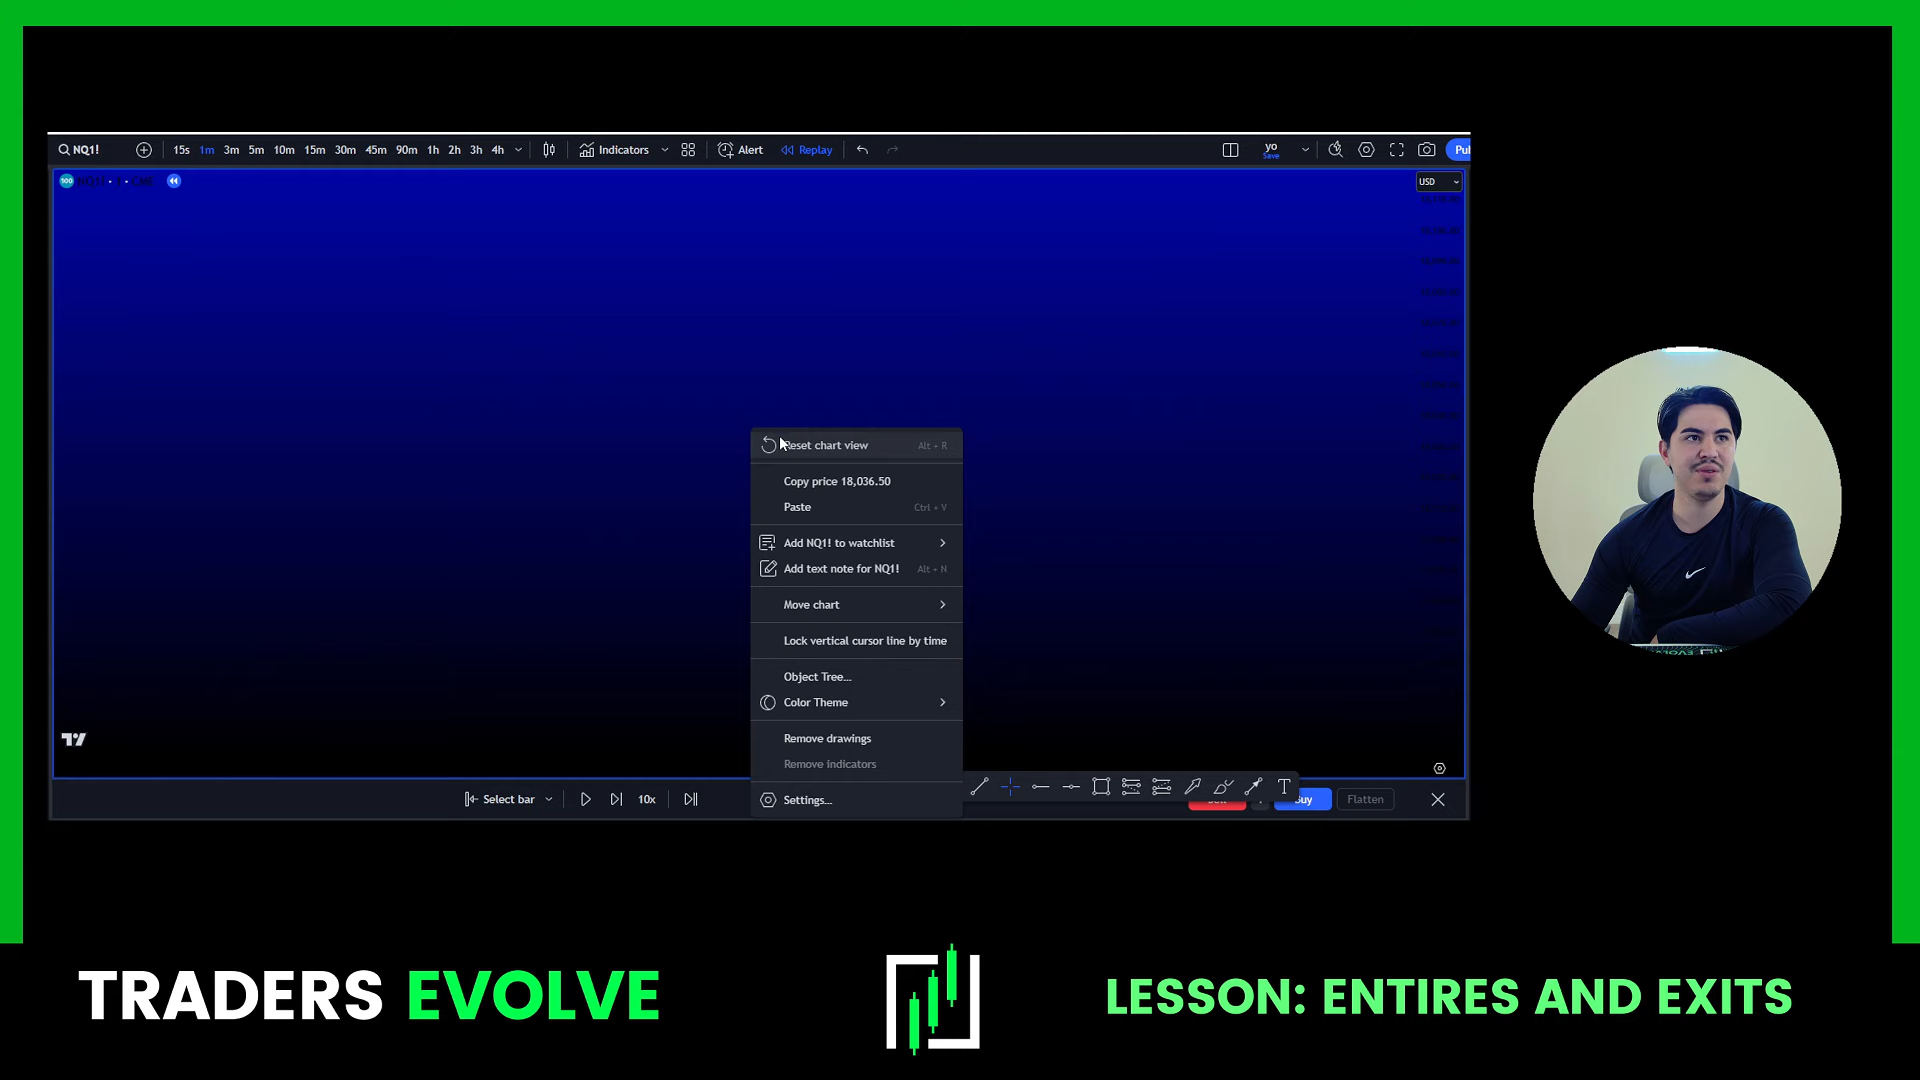 NQ1!
15s 1m 3m 5m 10m 15m 30m 45m 90m 1h 2h 3h 4h
Indicators
Alert
Replay
yo
Save
Pul
USD
Reset chart view Alt + R
Copy price 18,036.50
Paste Ctrl + V
Add NQ1! to watchlist
Add text note for NQ1! Alt + N
Move chart
Lock vertical cursor line by time
Object Tree...
Color Theme
Remove drawings
Remove indicators
Settings...
Select bar
10x
Buy
Flatten
TRADERS EVOLVE
LESSON: ENTIRES AND EXITS